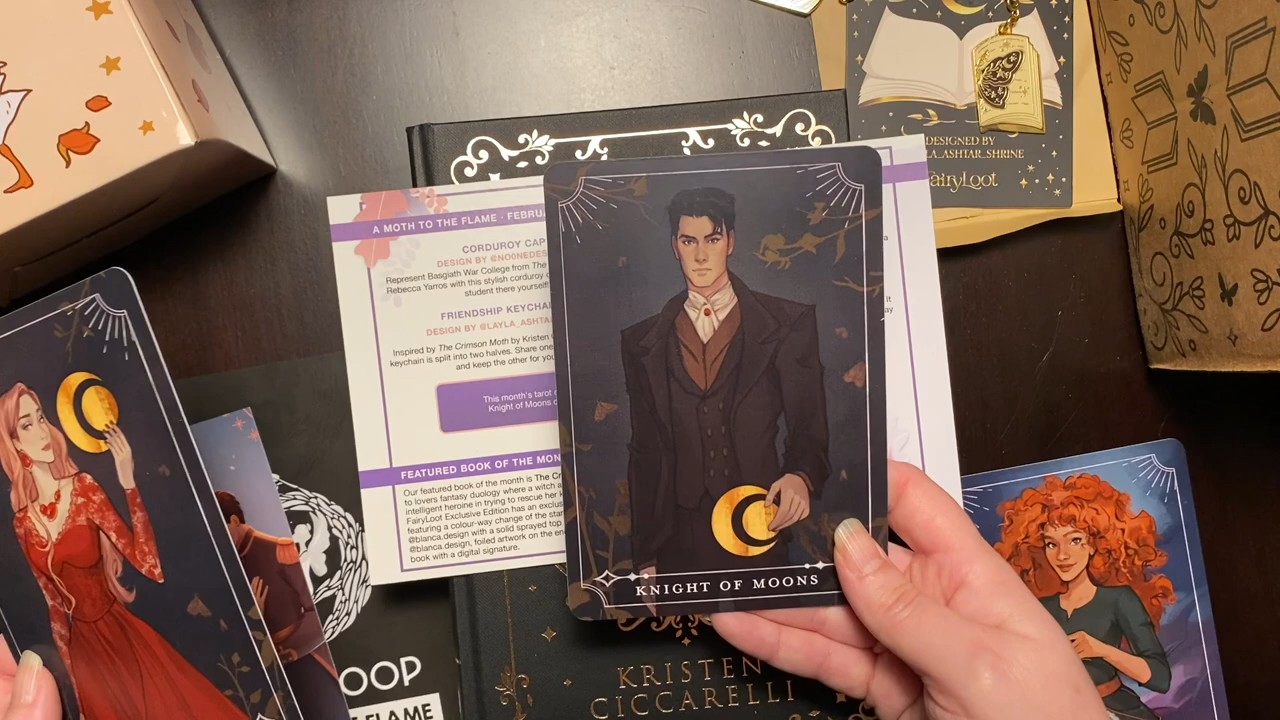 DESIGNED BY
LA_ASHTAR_SHRINE
FairyLoot
A MOTH TO THE FLAME · FEBRUA
CORDUROY CAP
DESIGN BY @NO0NEDES
Represent Basgiath War College from The
Rebecca Yarros with this stylish corduroy c
student there yourself!
FRIENDSHIP KEYCHAI
DESIGN BY @LAYLA_ASHTA
Inspired by The Crimson Moth by Kristen
keychain is split into two halves. Share one
and keep the other for you
This month's tarot
Knight of Moons
FEATURED BOOK OF THE MON
Our featured book of the month is The Cr
to lovers fantasy duology where a witch a
intelligent heroine in trying to rescue her
FairyLoot Exclusive Edition has an exclus
featuring a colour-way change of the
@blanca.design with a solid sprayed top
@blanca.design, foiled artwork on the en
book with a digital signature.
KNIGHT OF MOONS
KRISTEN
CICCARELLI
OOP
FLAME